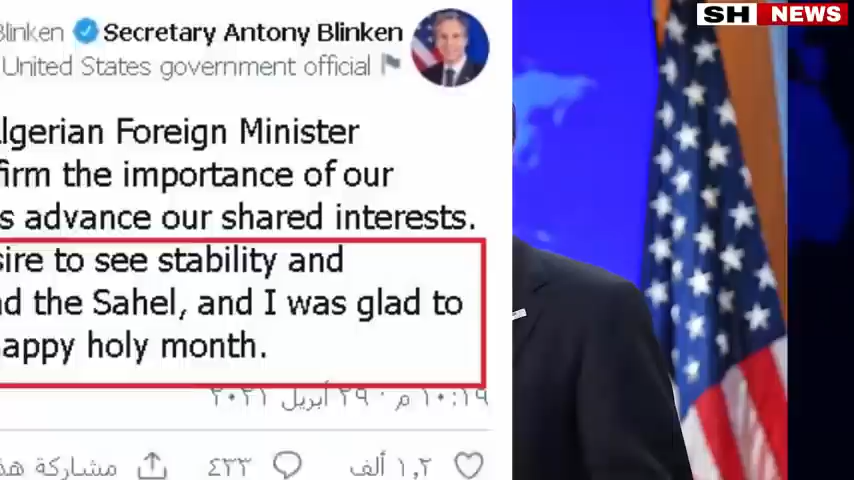 SH NEWS
Blinken Secretary Antony Blinken
United States government official
Algerian Foreign Minister
firm the importance of our
s advance our shared interests.
sire to see stability and
nd the Sahel, and I was glad to
appy holy month.
١٠:١٩ م · ٢٩ أبريل ٢٠٢١
١٫٢ ألف ٤٣٣ مشاركة هذ